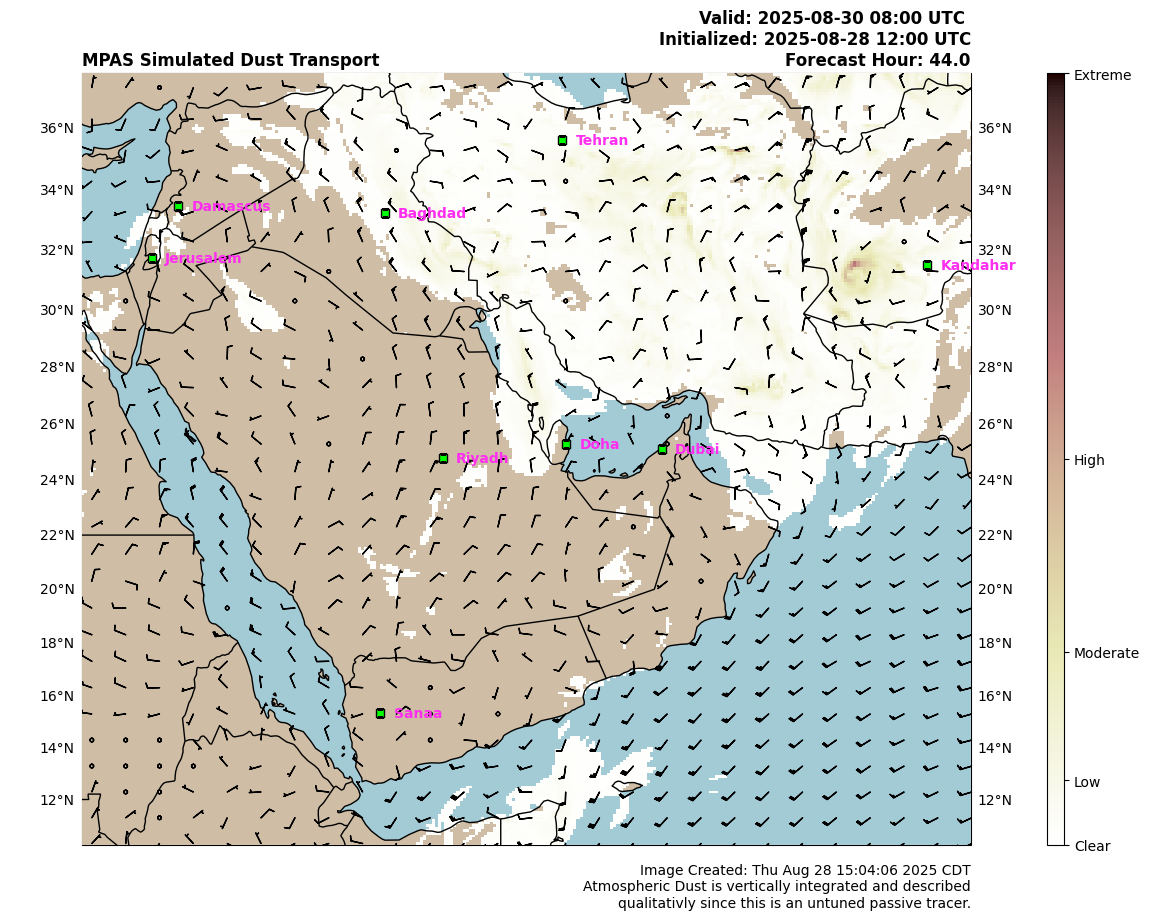 Valid: 2025-08-30 08:00 UTC
Initialized: 2025-08-28 12:00 UTC
MPAS Simulated Dust Transport
Forecast Hour: 44.0
Extreme
36°N
Tehran
36°N
34°N
Damascus
Baghdad
34°N
32°N
Jerusalem
32°N
Kandahar
30°N
30°N
28°N
28°N
26°N
Doha
Dubai
26°N
Riyadh
High
24°N
24°N
22°N
22°N
20°N
20°N
18°N
18°N
Moderate
16°N
16°N
Sanaa
14°N
14°N
Low
12°N
12°N
Clear
Image Created: Thu Aug 28 15:04:06 2025 CDT
Atmospheric Dust is vertically integrated and described
qualitativly since this is an untuned passive tracer.